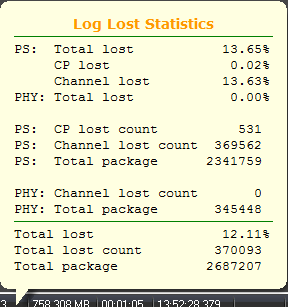 Log Lost Statistics
PS: Total lost 13.65%
CP lost 0.02%
Channel lost 13.63%
PHY: Total lost 0.00%
PS: CP lost count 531
PS: Channel lost count 369562
PS: Total package 2341759
PHY: Channel lost count 0
PHY: Total package 345448
Total lost 12.11%
Total lost count 370093
Total package 2687207
3 758.308 MB 00:01:05 13:52:28.379